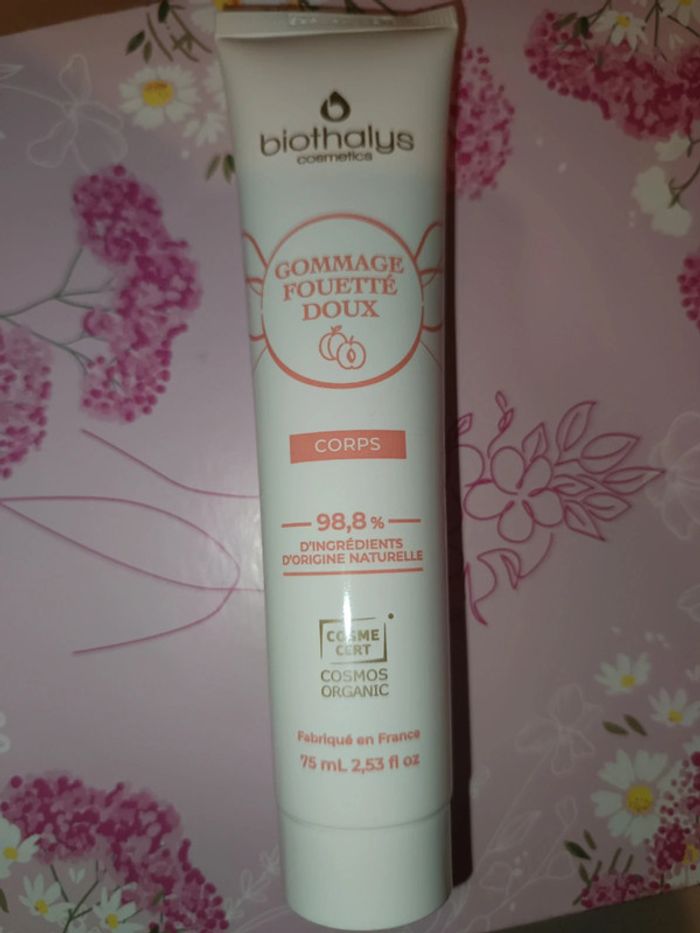 biothalys
cosmetics
GOMMAGE
FOUETTÉ
DOUX
CORPS
98,8 %
D'INGRÉDIENTS
D'ORIGINE NATURELLE
COSME
CERT
COSMOS
ORGANIC
Fabriqué en France
75 mL 2,53 fl oz